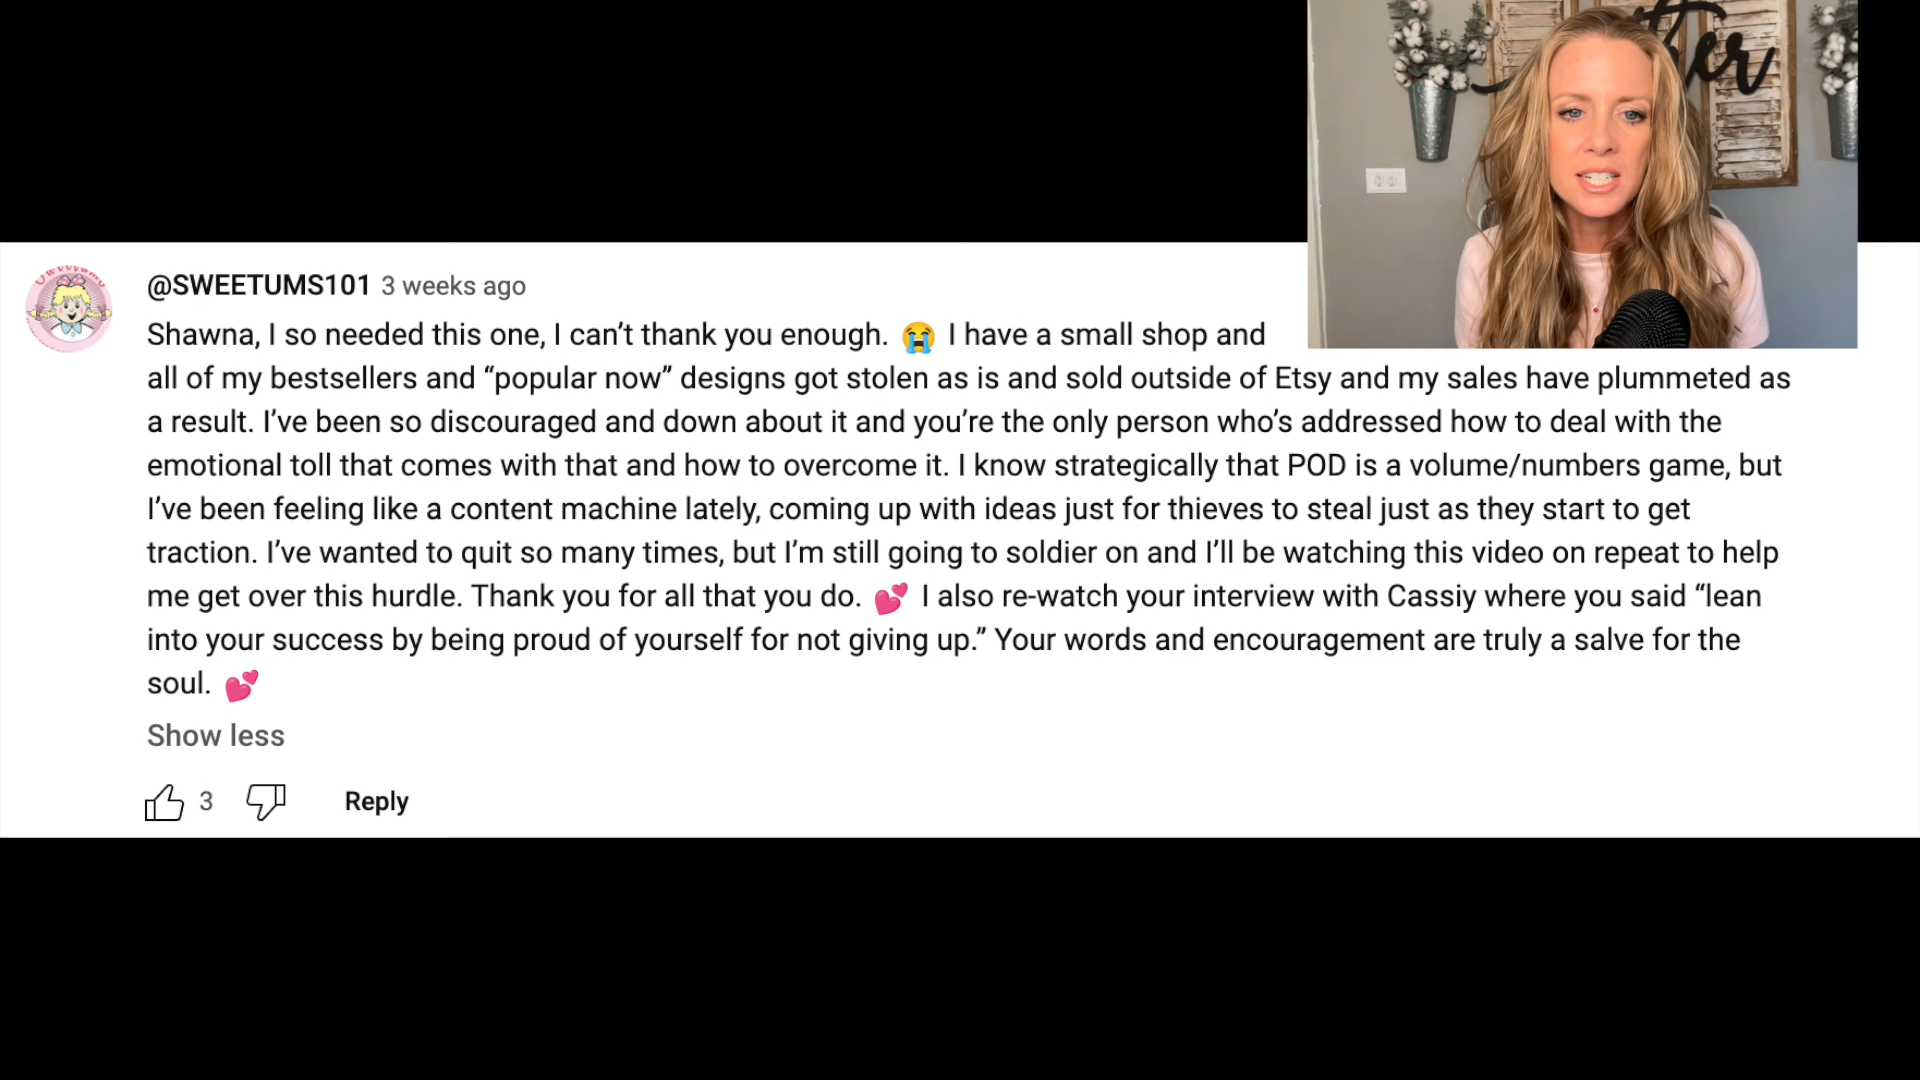 ther
@SWEETUMS101 3 weeks ago
Shawna, I so needed this one, I can’t thank you enough. 😭 I have a small shop and
all of my bestsellers and “popular now” designs got stolen as is and sold outside of Etsy and my sales have plummeted as
a result. I’ve been so discouraged and down about it and you’re the only person who’s addressed how to deal with the
emotional toll that comes with that and how to overcome it. I know strategically that POD is a volume/numbers game, but
I’ve been feeling like a content machine lately, coming up with ideas just for thieves to steal just as they start to get
traction. I’ve wanted to quit so many times, but I’m still going to soldier on and I’ll be watching this video on repeat to help
me get over this hurdle. Thank you for all that you do. 💕 I also re-watch your interview with Cassiy where you said “lean
into your success by being proud of yourself for not giving up.” Your words and encouragement are truly a salve for the
soul. 💕
Show less
3
Reply